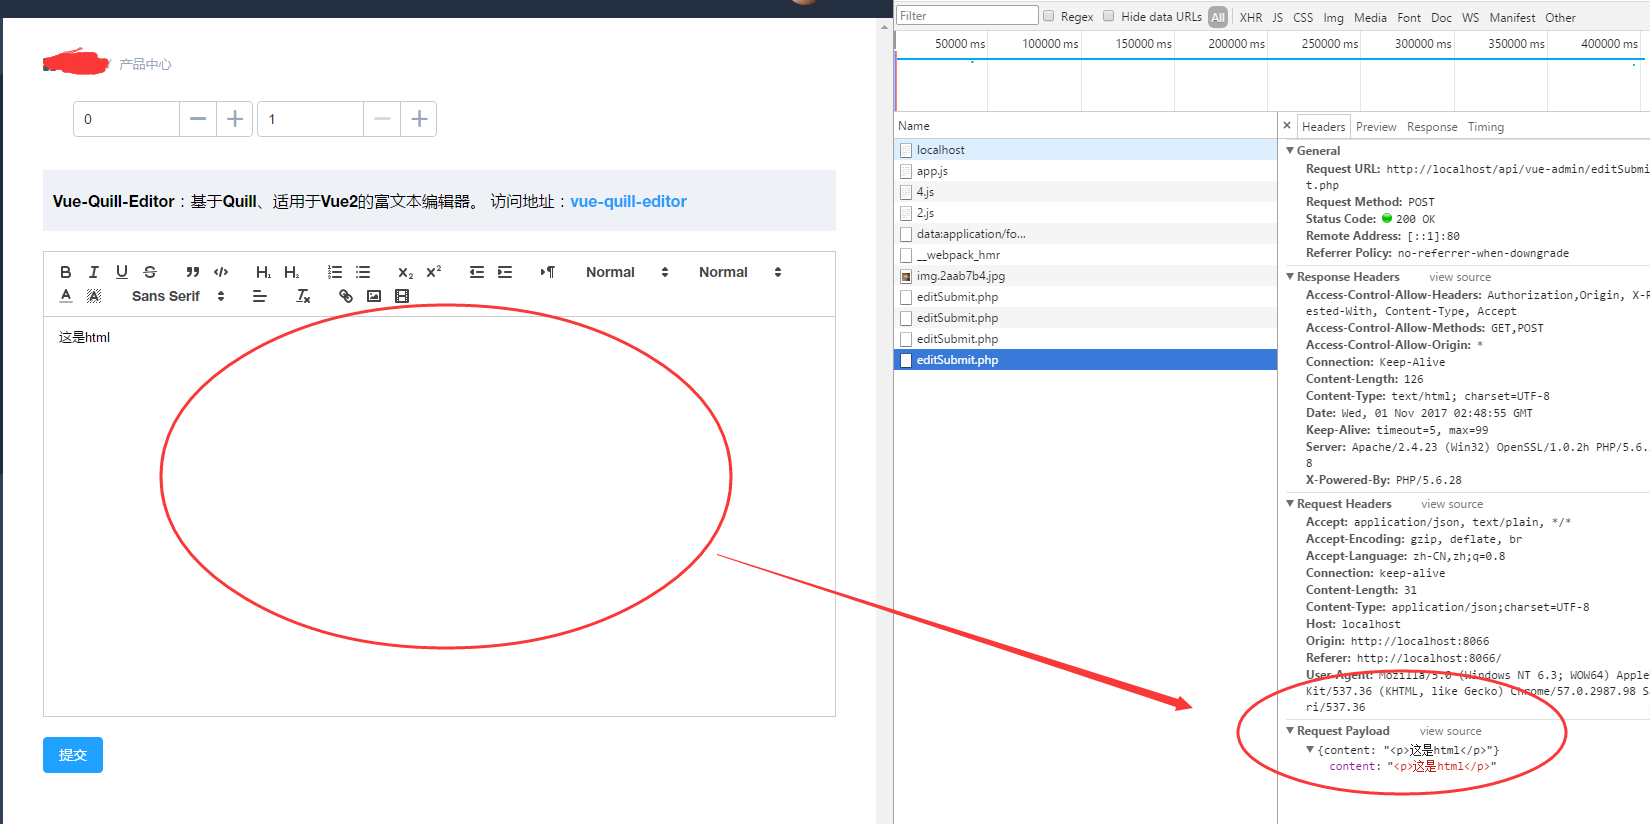 产品中心
0
1
Vue-Quill-Editor：基于Quill、适用于Vue2的富文本编辑器。 访问地址：vue-quill-editor
B I U S ” </> H₁ H₂ X₂ X² Normal Normal
A A Sans Serif Tx
这是html
提交
Filter Regex Hide data URLs All XHR JS CSS Img Media Font Doc WS Manifest Other
50000 ms 100000 ms 150000 ms 200000 ms 250000 ms 300000 ms 350000 ms 400000 ms
Name
localhost
app.js
4.js
2.js
data:application/fo...
__webpack_hmr
img.2aab7b4.jpg
editSubmit.php
editSubmit.php
editSubmit.php
editSubmit.php
× Headers Preview Response Timing
General
Request URL: http://localhost/api/vue-admin/editSubmi
t.php
Request Method: POST
Status Code: 200 OK
Remote Address: [::1]:80
Referrer Policy: no-referrer-when-downgrade
Response Headers view source
Access-Control-Allow-Headers: Authorization,Origin, X-R
ested-With, Content-Type, Accept
Access-Control-Allow-Methods: GET,POST
Access-Control-Allow-Origin: *
Connection: Keep-Alive
Content-Length: 126
Content-Type: text/html; charset=UTF-8
Date: Wed, 01 Nov 2017 02:48:55 GMT
Keep-Alive: timeout=5, max=99
Server: Apache/2.4.23 (Win32) OpenSSL/1.0.2h PHP/5.6.
8
X-Powered-By: PHP/5.6.28
Request Headers view source
Accept: application/json, text/plain, */*
Accept-Encoding: gzip, deflate, br
Accept-Language: zh-CN,zh;q=0.8
Connection: keep-alive
Content-Length: 31
Content-Type: application/json;charset=UTF-8
Host: localhost
Origin: http://localhost:8066
Referer: http://localhost:8066/
User-Agent: Mozilla/5.0 (Windows NT 6.3; WOW64) Apple
Kit/537.36 (KHTML, like Gecko) Chrome/57.0.2987.98 S
ri/537.36
Request Payload view source
{content: "<p>这是html</p>"}
content: "<p>这是html</p>"